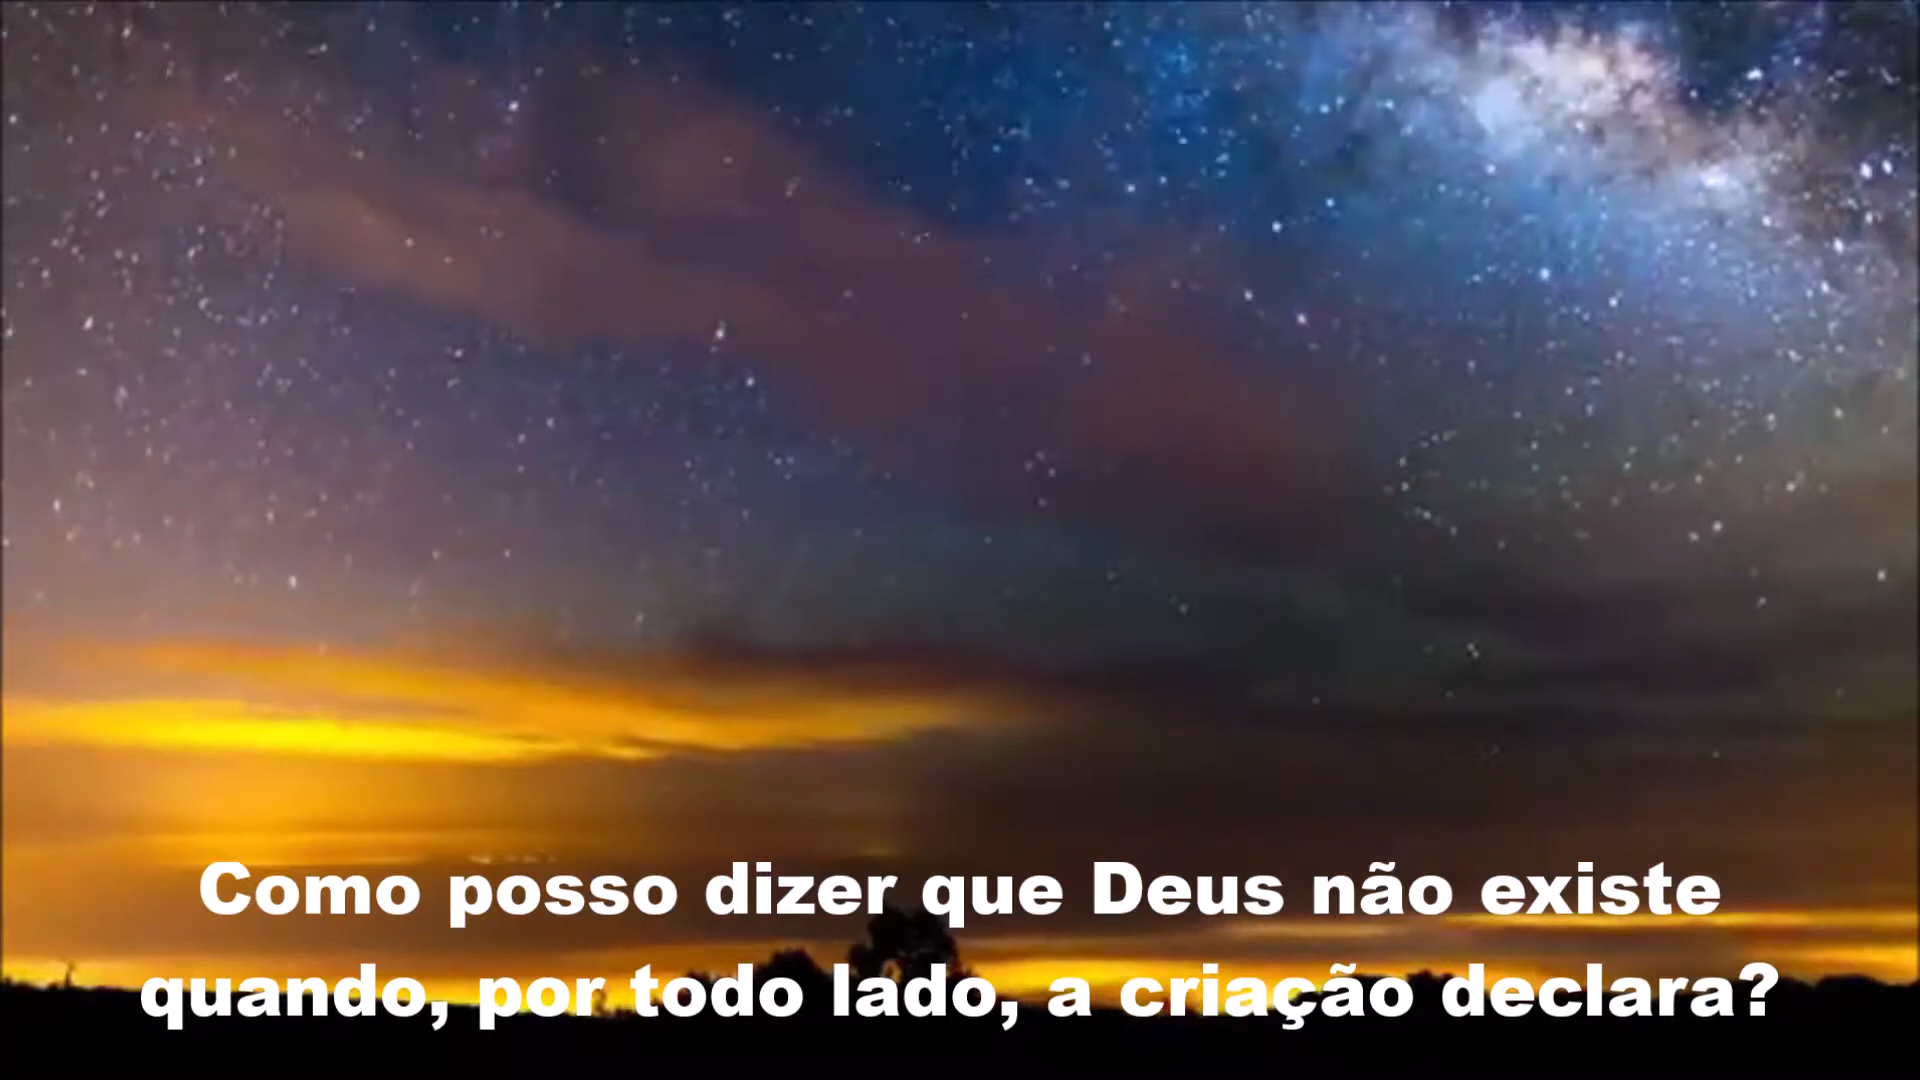 Como posso dizer que Deus não existe
quando, por todo lado, a criação declara?